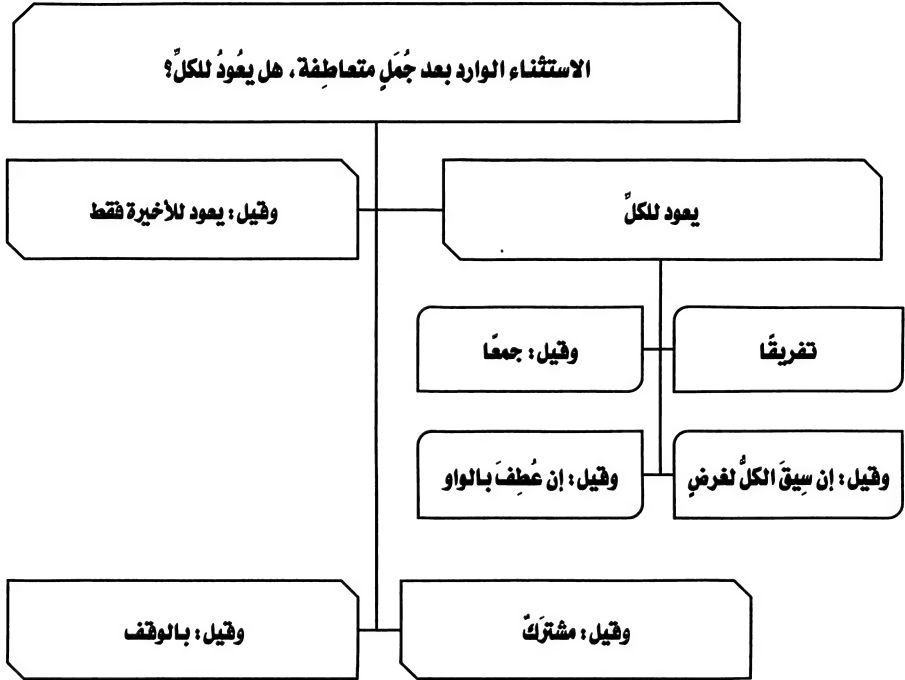 الاستثناء الوارد بعد جُمَلٍ متعاطِفة، هل يعُودُ للكلِّ؟
يعود للكلِّ
وقيل: يعود للأخيرة فقط
تفريقًا
وقيل: جمعًا
وقيل: إن سِيقَ الكلُّ لغرضٍ
وقيل: إن عُطِفَ بالواو
وقيل: مشترَكٌ
وقيل: بالوقف